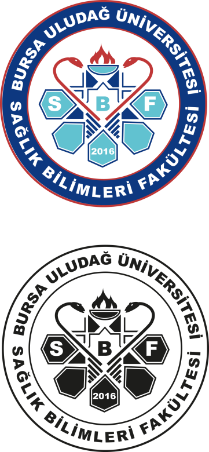 BURSA ULUDAĞ ÜNİVERSİTESİ
SAĞLIK BİLİMLERİ FAKÜLTESİ
S B F
2016
BURSA ULUDAĞ ÜNİVERSİTESİ
SAĞLIK BİLİMLERİ FAKÜLTESİ
S B F
2016